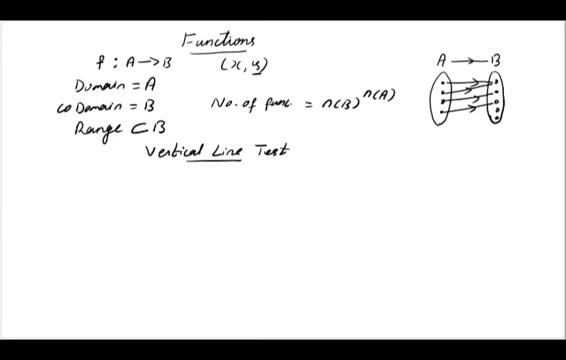 Functions
f : A → B (x, y)
Domain = A
co Domain = B No. of func. = n(B)^n(A)
Range ⊂ B
Vertical Line Test
A → B